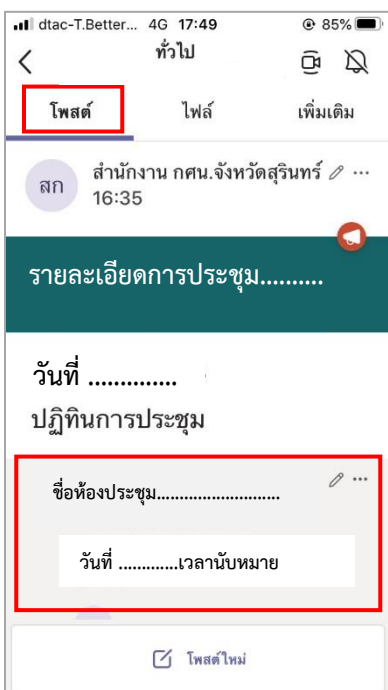 dtac-T.Better... 4G 17:49 85%
ทั่วไป
โพสต์ ไฟล์ เพิ่มเติม
สก
สำนักงาน กศน.จังหวัดสุรินทร์
16:35
รายละเอียดการประชุม..........
วันที่ ..............
ปฏิทินการประชุม
ชื่อห้องประชุม............................
วันที่ .............เวลานับหมาย
โพสต์ใหม่